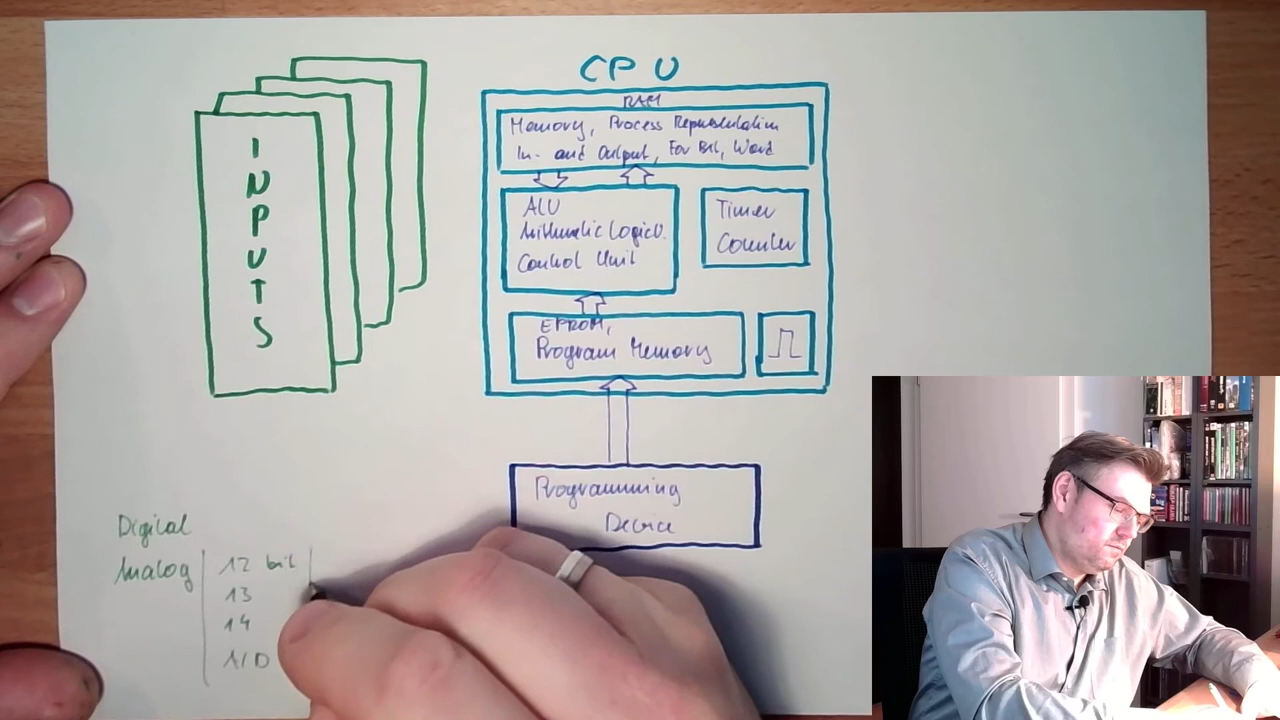 INPUTS
CPU
RAM
Memory, Process Representation
In- and Output, For Bit, Word
ALU
Arithmetic Logic U.
Control Unit
Timer
Counter
EPROM,
Program Memory
Programming
Device
Digital
Analog
12 bit
13
14
A/D